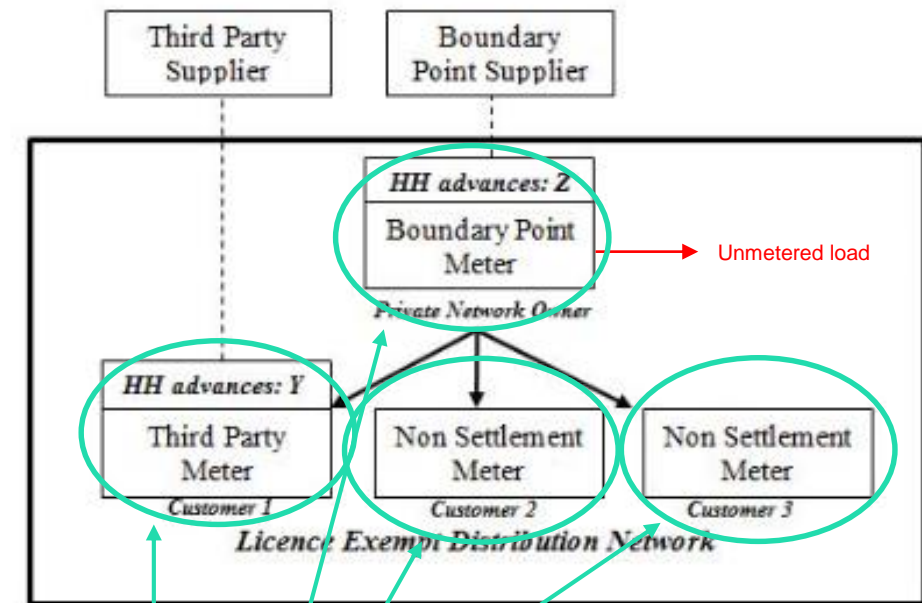 Third Party
Supplier
Boundary
Point Supplier
HH advances: Z
Boundary Point
Meter
Unmetered load
Private Network Owner
HH advances: Y
Third Party
Meter
Customer 1
Non Settlement
Meter
Customer 2
Non Settlement
Meter
Customer 3
Licence Exempt Distribution Network